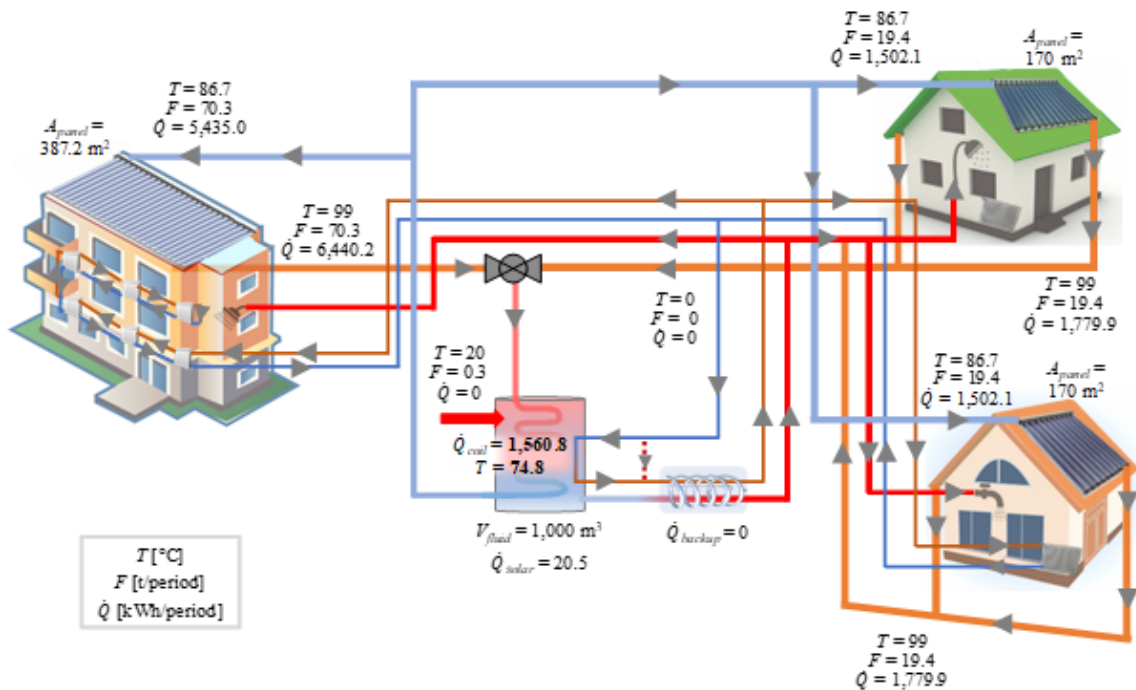 T = 86.7
F = 19.4
Q̇ = 1,502.1
A_panel =
170 m²
T = 86.7
F = 70.3
Q̇ = 5,435.0
A_panel =
387.2 m²
T = 99
F = 70.3
Q̇ = 6,440.2
T = 0
F = 0
Q̇ = 0
T = 99
F = 19.4
Q̇ = 1,779.9
T = 20
F = 0.3
Q̇ = 0
T = 86.7
F = 19.4
Q̇ = 1,502.1
A_panel =
170 m²
Q̇_coil = 1,560.8
T = 74.8
V_fluid = 1,000 m³
Q̇_solar = 20.5
Q̇_backup = 0
T [°C]
F [t/period]
Q̇ [kWh/period]
T = 99
F = 19.4
Q̇ = 1,779.9